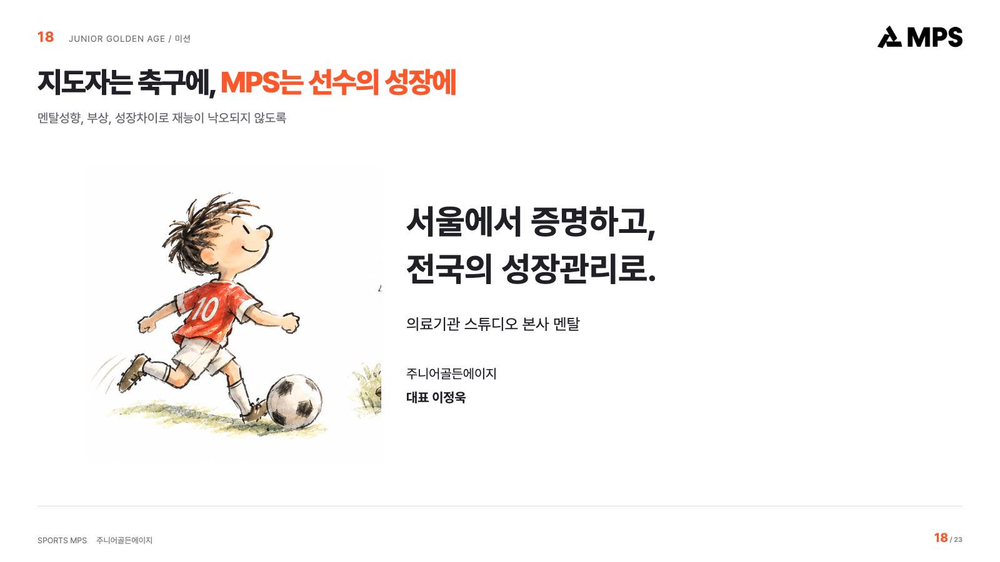 18 JUNIOR GOLDEN AGE / 미션
MPS
지도자는 축구에, MPS는 선수의 성장에
멘탈성향, 부상, 성장차이로 재능이 낙오되지 않도록
10
서울에서 증명하고,
전국의 성장관리로.
의료기관 스튜디오 본사 멘탈
주니어골든에이지
대표 이정욱
SPORTS MPS 주니어골든에이지
18 / 23